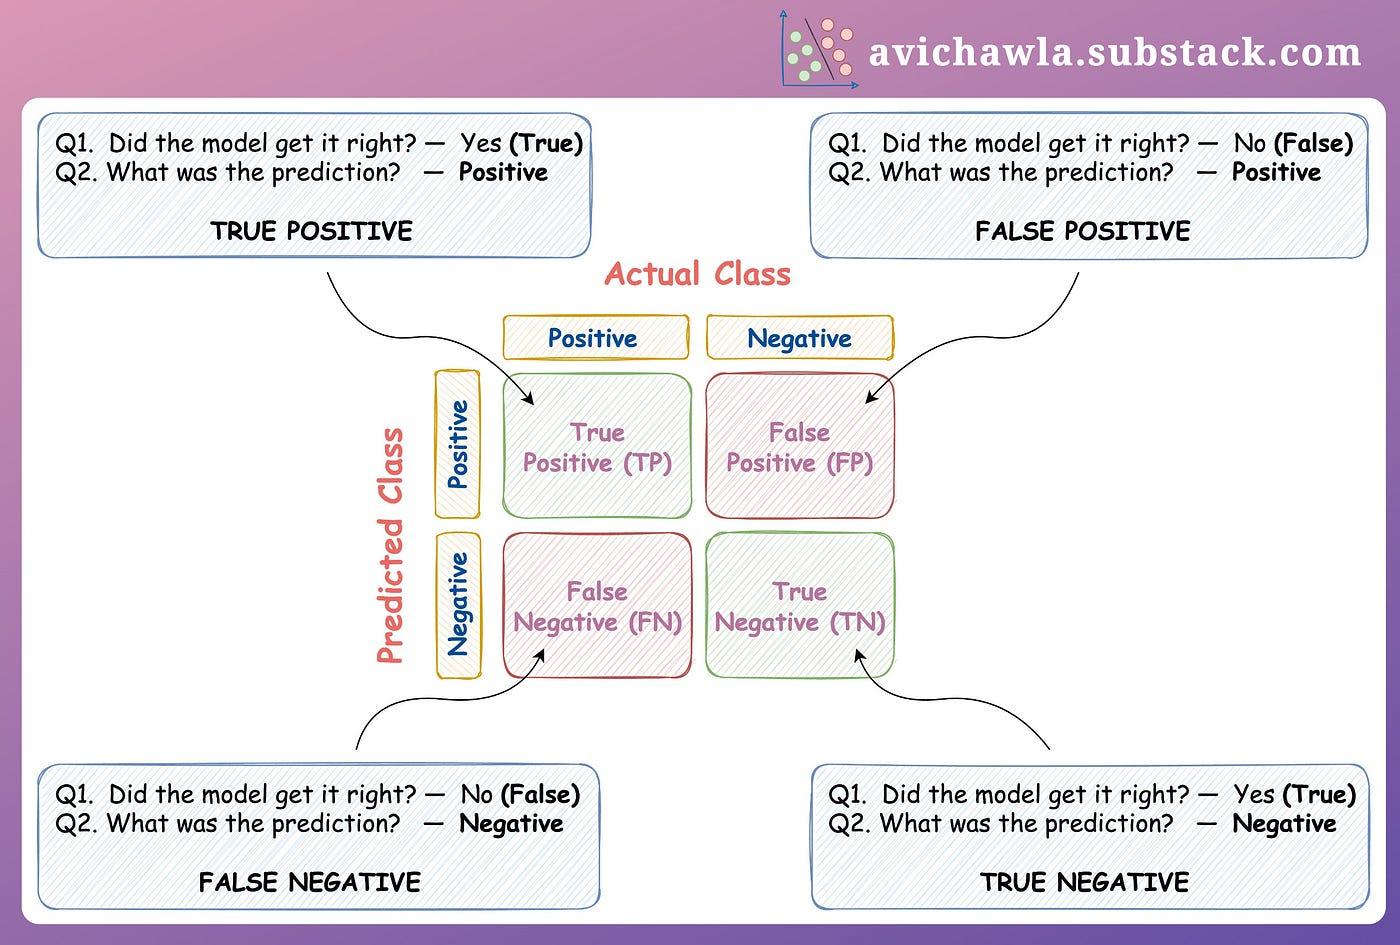 avichawla.substack.com
Q1. Did the model get it right? — Yes (True)
Q2. What was the prediction? — Positive
TRUE POSITIVE
Q1. Did the model get it right? — No (False)
Q2. What was the prediction? — Positive
FALSE POSITIVE
Actual Class
Positive
Negative
Predicted Class
Positive
True
Positive (TP)
False
Positive (FP)
Negative
False
Negative (FN)
True
Negative (TN)
Q1. Did the model get it right? — No (False)
Q2. What was the prediction? — Negative
FALSE NEGATIVE
Q1. Did the model get it right? — Yes (True)
Q2. What was the prediction? — Negative
TRUE NEGATIVE